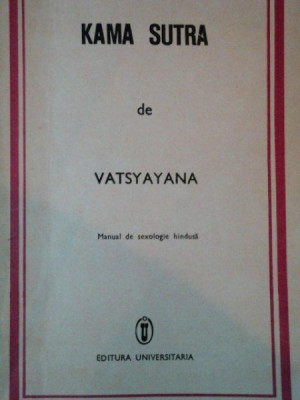 KAMA SUTRA
de
VATSYAYANA
Manual de sexologie hindusă
EDITURA UNIVERSITARIA